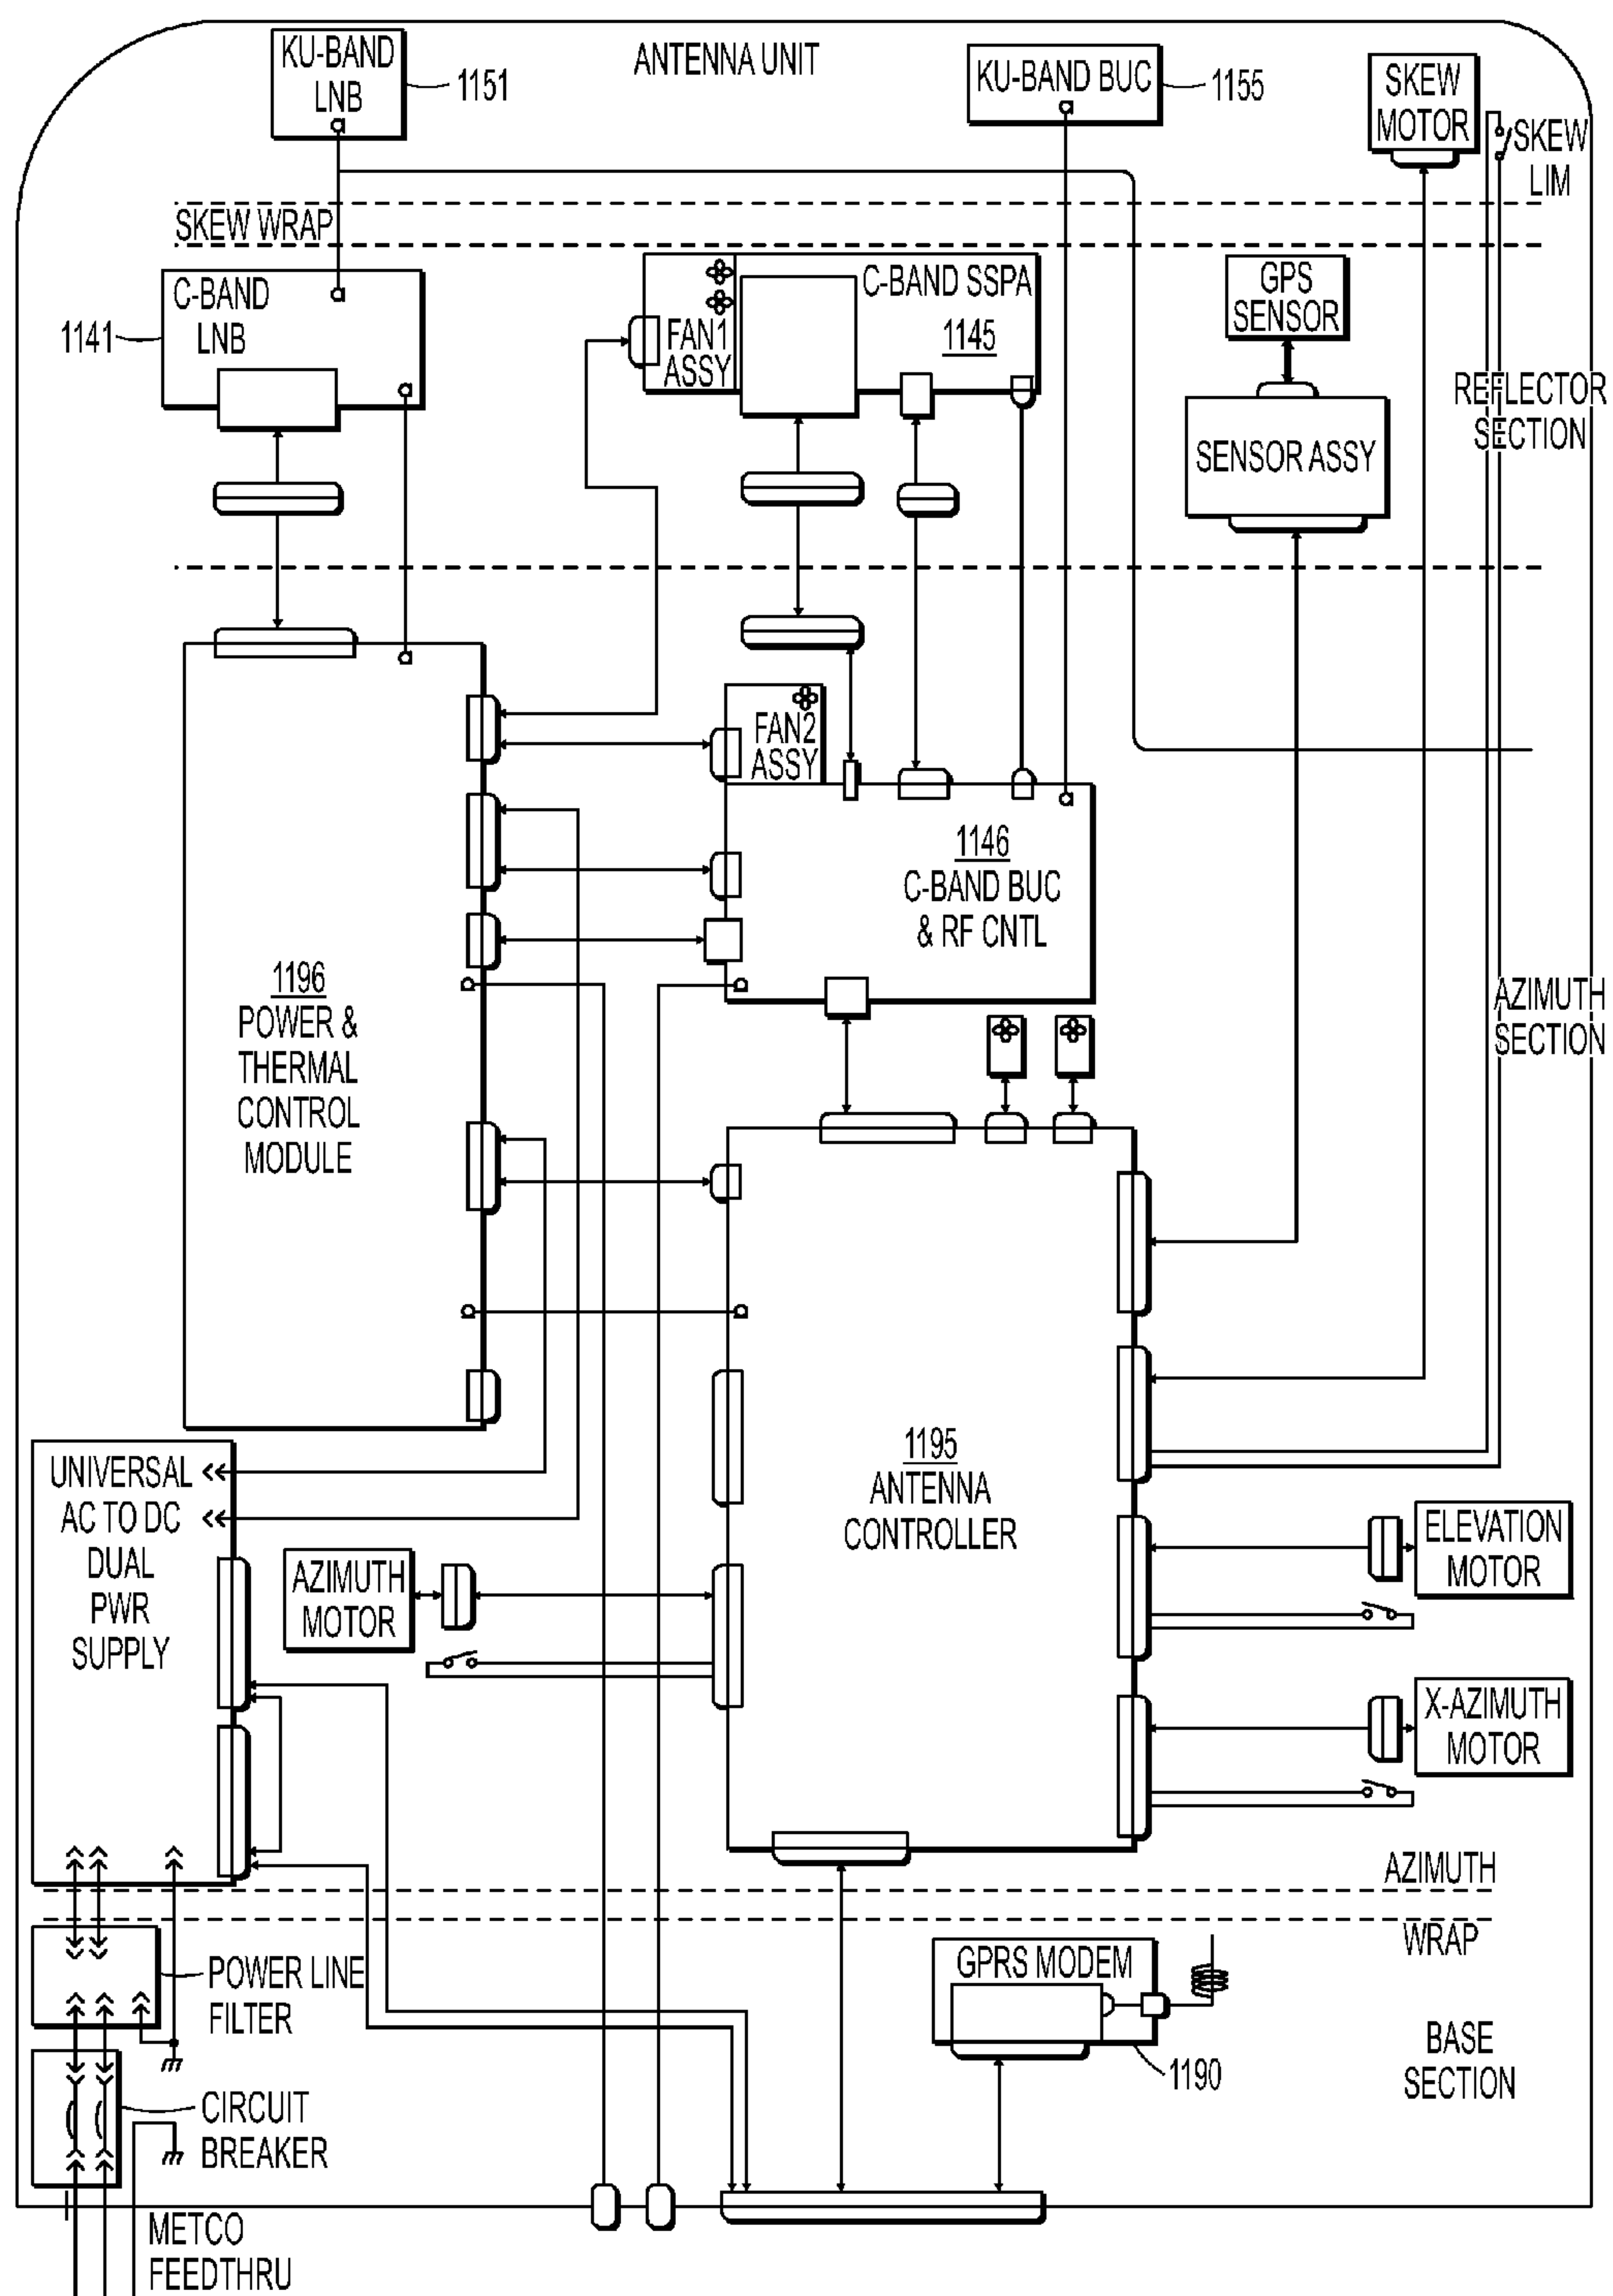 ANTENNA UNIT
KU-BAND
LNB
1151
KU-BAND BUC
1155
SKEW
MOTOR
SKEW
LIM
SKEW WRAP
C-BAND
LNB
1141
FAN1
ASSY
C-BAND SSPA
1145
GPS
SENSOR
SENSOR ASSY
REFLECTOR
SECTION
FAN2
ASSY
1146
C-BAND BUC
& RF CNTL
1196
POWER &
THERMAL
CONTROL
MODULE
AZIMUTH
SECTION
1195
ANTENNA
CONTROLLER
UNIVERSAL
AC TO DC
DUAL
PWR
SUPPLY
AZIMUTH
MOTOR
ELEVATION
MOTOR
X-AZIMUTH
MOTOR
AZIMUTH
WRAP
POWER LINE
FILTER
GPRS MODEM
1190
BASE
SECTION
CIRCUIT
BREAKER
METCO
FEEDTHRU